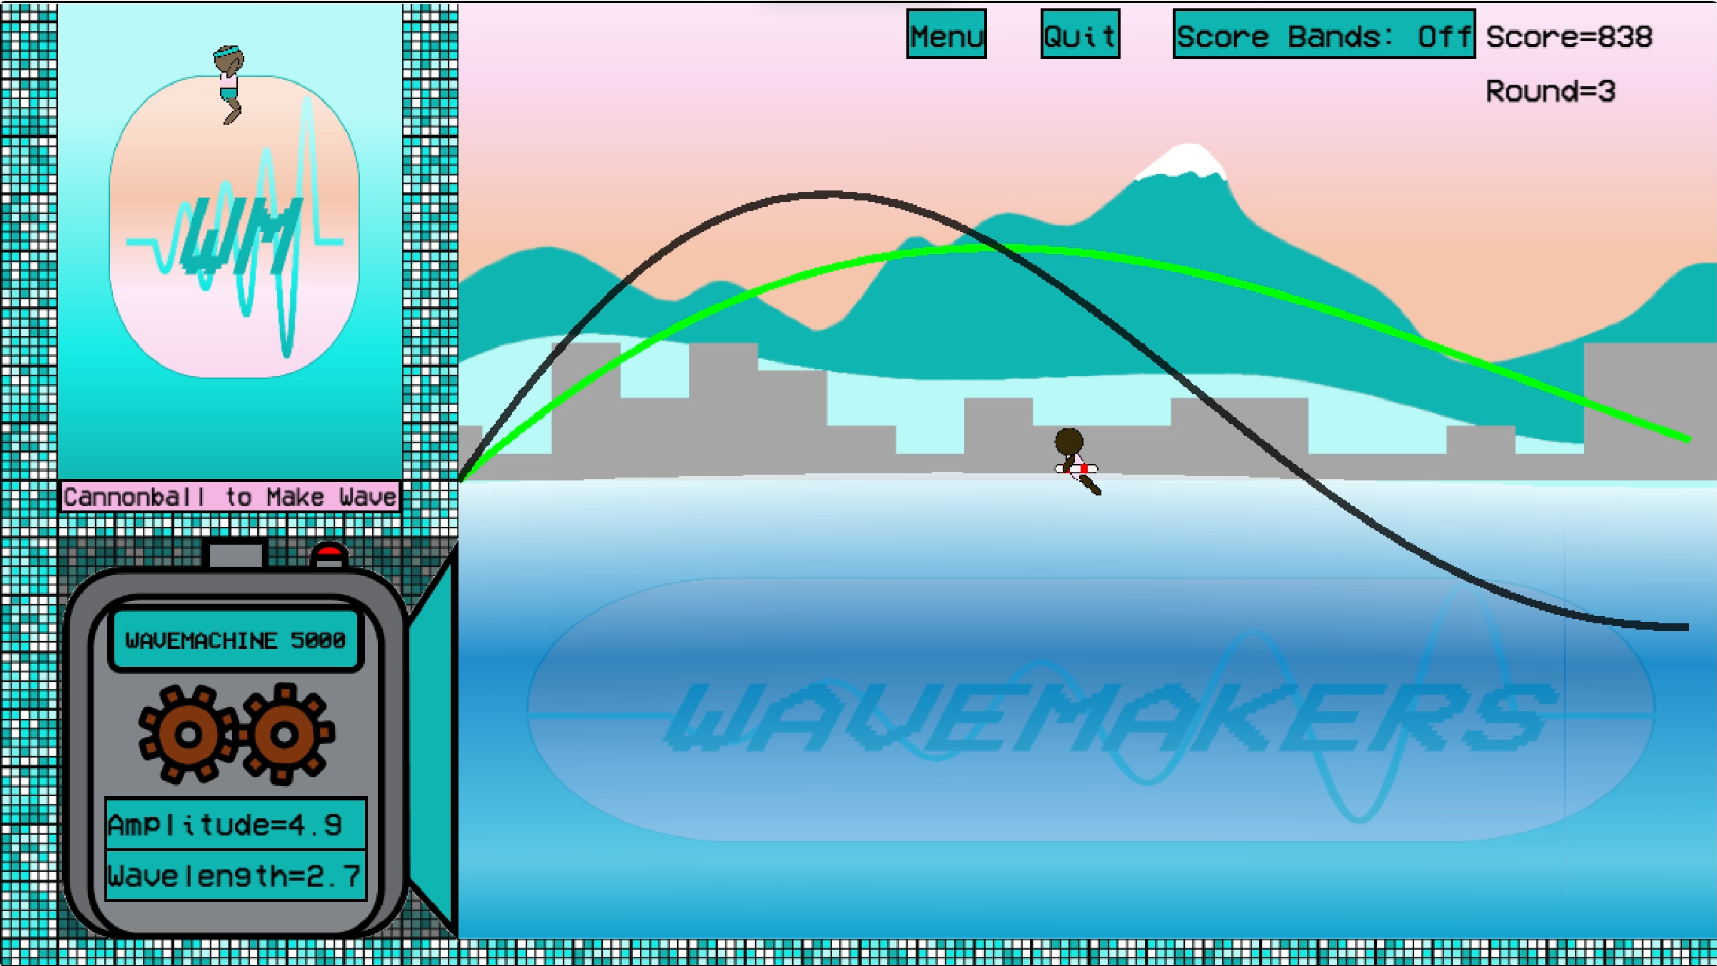 Menu
Quit
Score Bands: Off
Score=838
Round=3
WM
Cannonball to Make Wave
WAVEMACHINE 5000
Amplitude=4.9
Wavelength=2.7
WAVEMAKERS